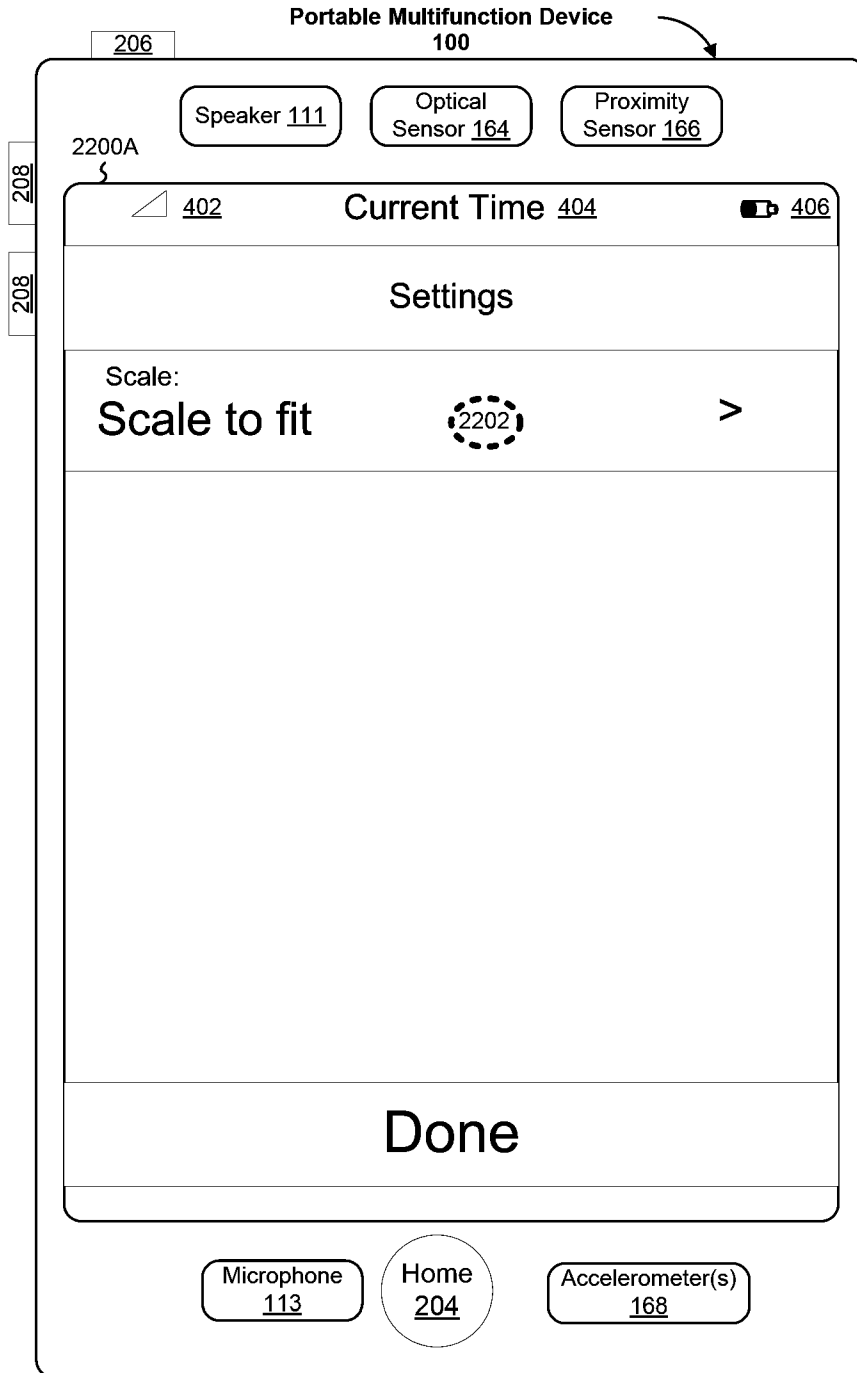 Portable Multifunction Device
100
206
Speaker 111
Optical
Sensor 164
Proximity
Sensor 166
2200A
208
208
402
Current Time 404
406
Settings
Scale:
Scale to fit
2202
>
Done
Microphone
113
Home
204
Accelerometer(s)
168